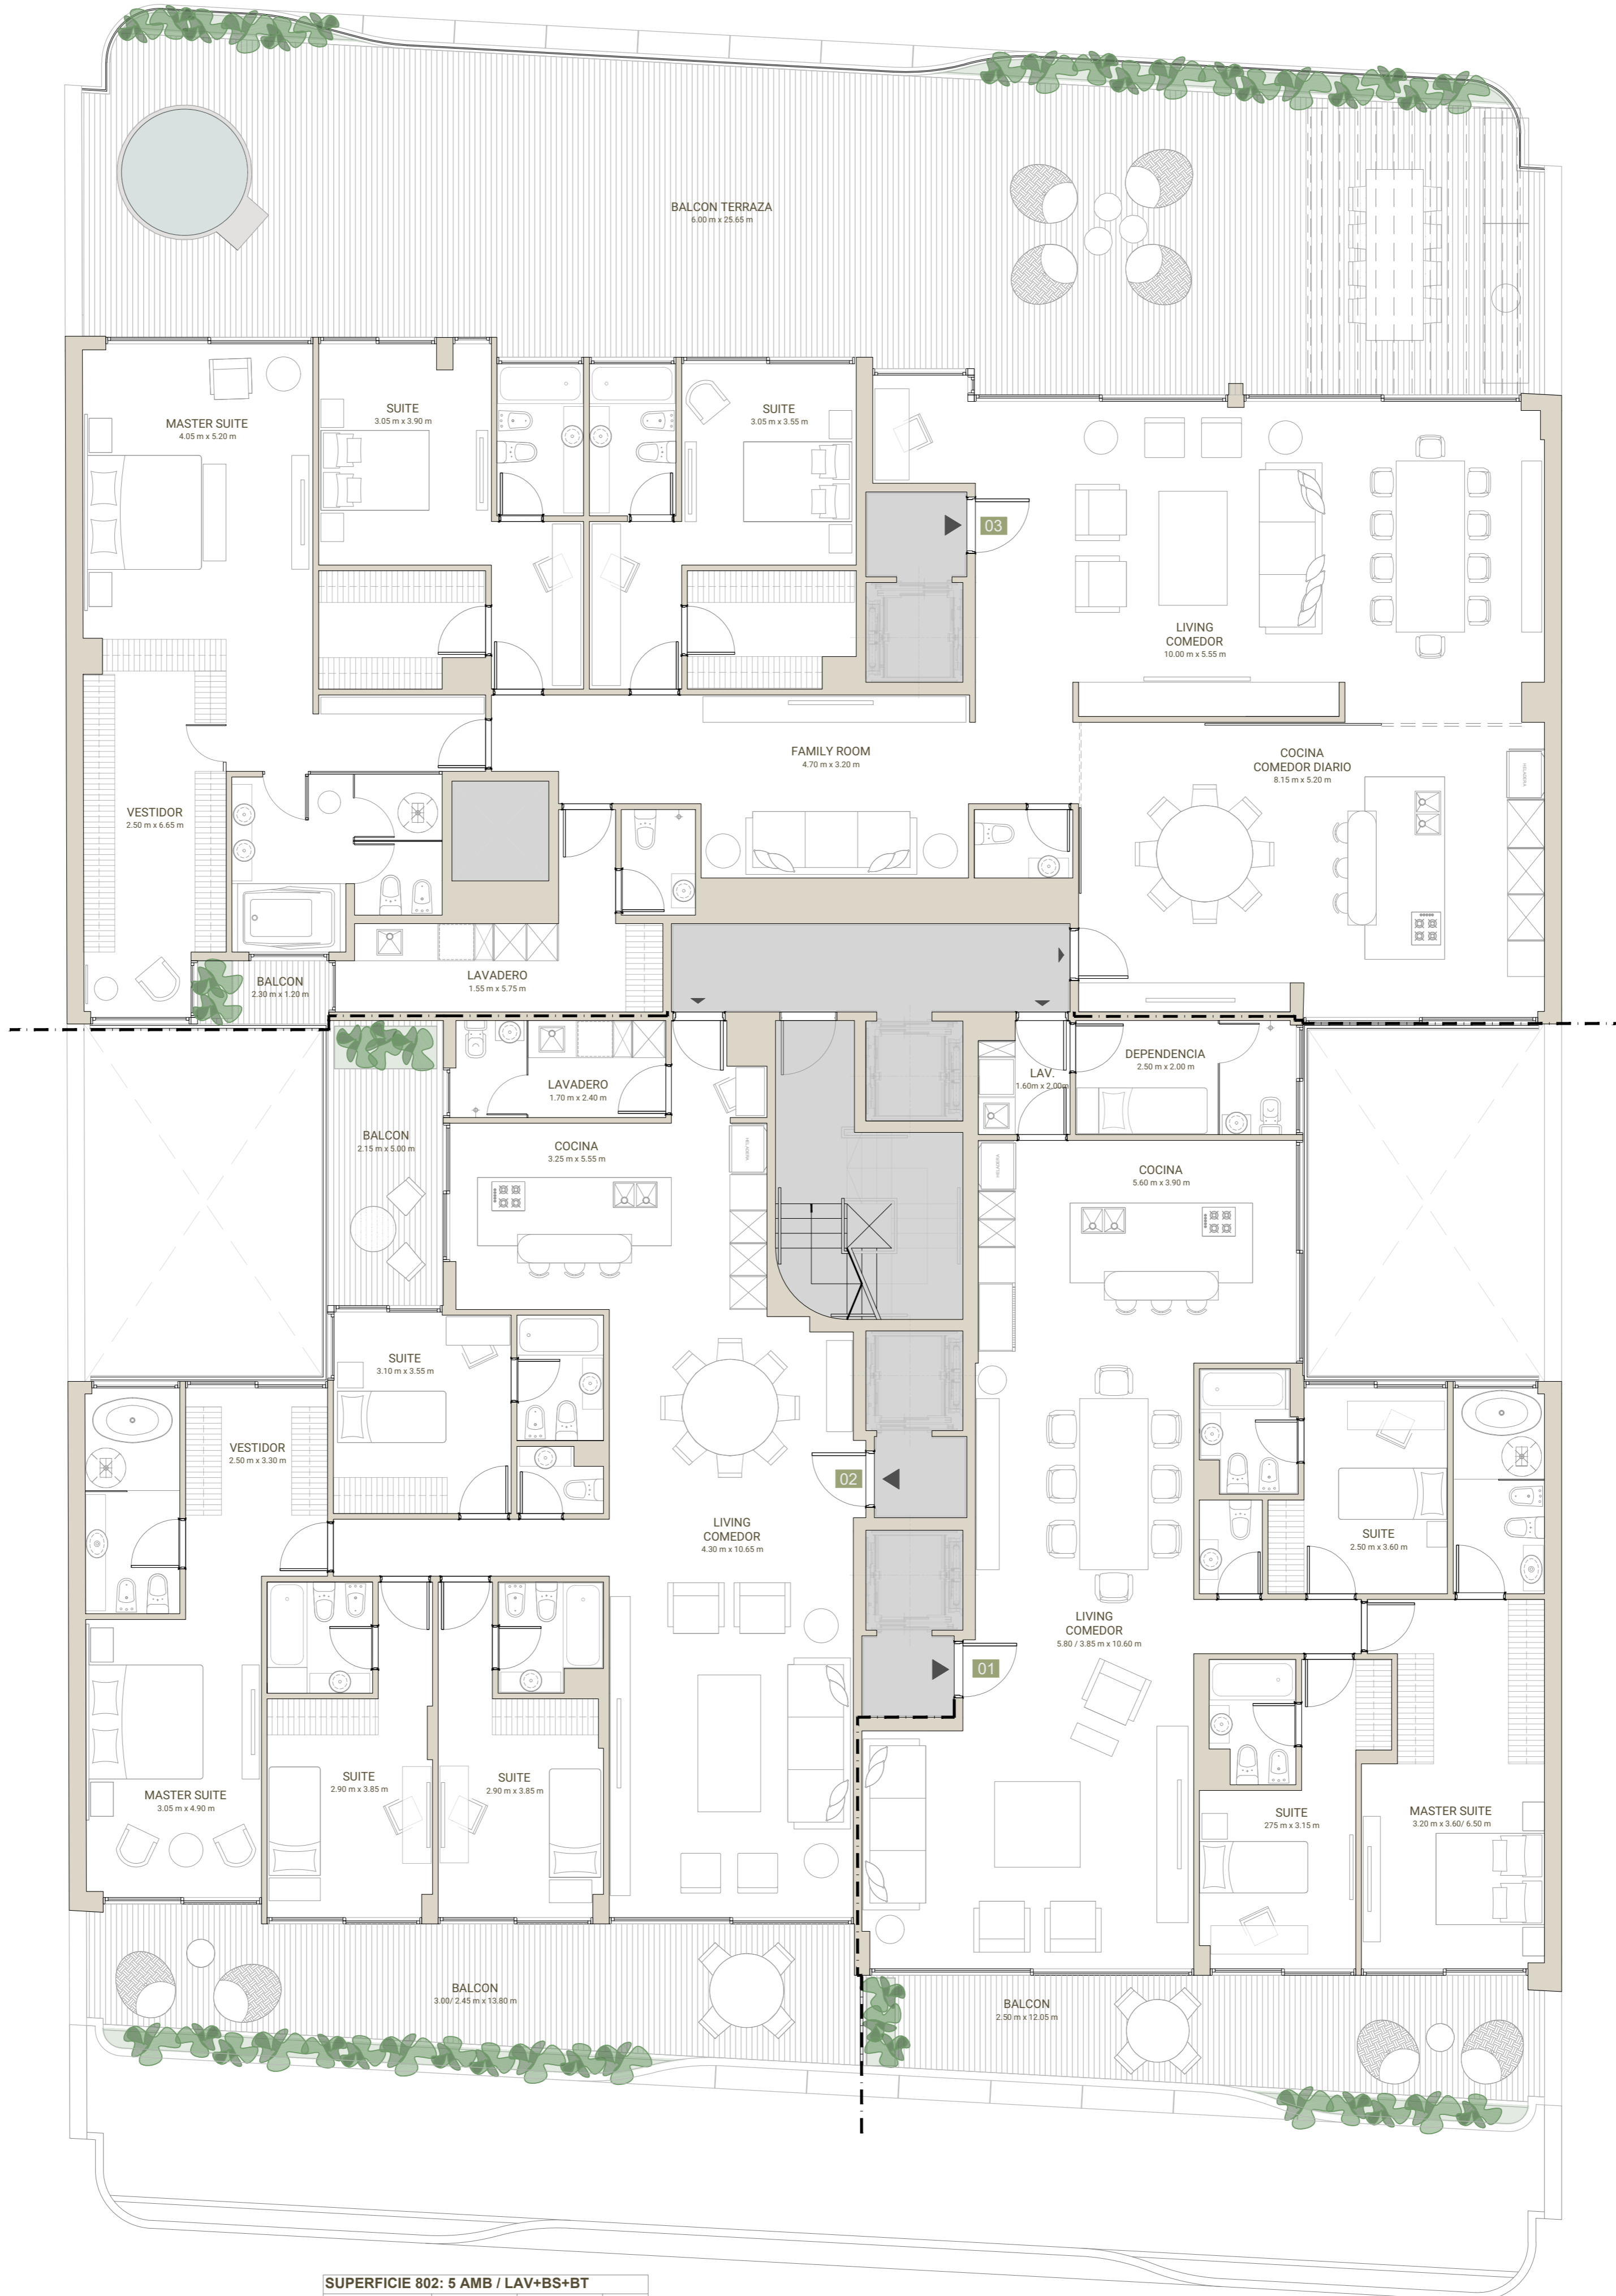 BALCON TERRAZA
6.00 m x 25.65 m
MASTER SUITE
4.05 m x 5.20 m
SUITE
3.05 m x 3.90 m
SUITE
3.05 m x 3.55 m
03
LIVING
COMEDOR
10.00 m x 5.55 m
FAMILY ROOM
4.70 m x 3.20 m
COCINA
COMEDOR DIARIO
8.15 m x 5.20 m
HELADERA
VESTIDOR
2.50 m x 6.65 m
BALCON
2.30 m x 1.20 m
LAVADERO
1.55 m x 5.75 m
LAVADERO
1.70 m x 2.40 m
LAV.
1.60m x 2.00m
DEPENDENCIA
2.50 m x 2.00 m
BALCON
2.15 m x 5.00 m
COCINA
3.25 m x 5.55 m
HELADERA
HELADERA
COCINA
5.60 m x 3.90 m
SUITE
3.10 m x 3.55 m
VESTIDOR
2.50 m x 3.30 m
02
LIVING
COMEDOR
4.30 m x 10.65 m
SUITE
2.50 m x 3.60 m
LIVING
COMEDOR
5.80 / 3.85 m x 10.60 m
01
MASTER SUITE
3.05 m x 4.90 m
SUITE
2.90 m x 3.85 m
SUITE
2.90 m x 3.85 m
SUITE
275 m x 3.15 m
MASTER SUITE
3.20 m x 3.60/ 6.50 m
BALCON
3.00/ 2.45 m x 13.80 m
BALCON
2.50 m x 12.05 m
SUPERFICIE 802: 5 AMB / LAV+BS+BT